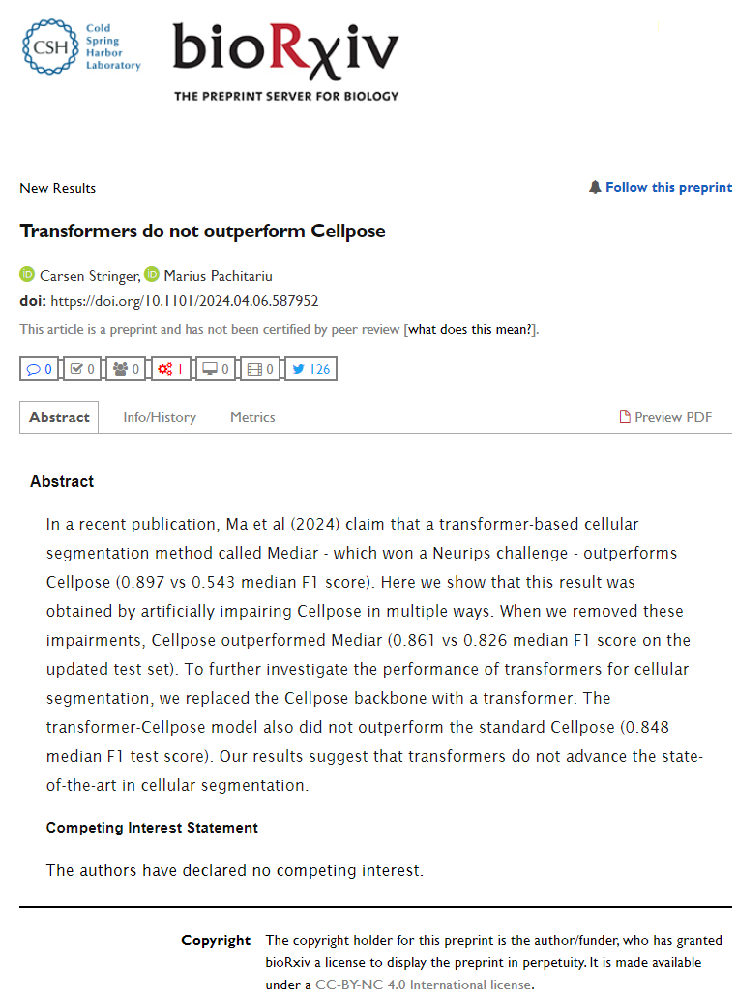 CSH
Cold
Spring
Harbor
Laboratory
bioRxiv
THE PREPRINT SERVER FOR BIOLOGY
New Results
Follow this preprint
Transformers do not outperform Cellpose
iD Carsen Stringer, iD Marius Pachitariu
doi: https://doi.org/10.1101/2024.04.06.587952
This article is a preprint and has not been certified by peer review [what does this mean?].
0 0 0 1 0 0 126
Abstract Info/History Metrics Preview PDF
Abstract
In a recent publication, Ma et al (2024) claim that a transformer-based cellular
segmentation method called Mediar - which won a Neurips challenge - outperforms
Cellpose (0.897 vs 0.543 median F1 score). Here we show that this result was
obtained by artificially impairing Cellpose in multiple ways. When we removed these
impairments, Cellpose outperformed Mediar (0.861 vs 0.826 median F1 score on the
updated test set). To further investigate the performance of transformers for cellular
segmentation, we replaced the Cellpose backbone with a transformer. The
transformer-Cellpose model also did not outperform the standard Cellpose (0.848
median F1 test score). Our results suggest that transformers do not advance the state-
of-the-art in cellular segmentation.
Competing Interest Statement
The authors have declared no competing interest.
Copyright The copyright holder for this preprint is the author/funder, who has granted
bioRxiv a license to display the preprint in perpetuity. It is made available
under a CC-BY-NC 4.0 International license.